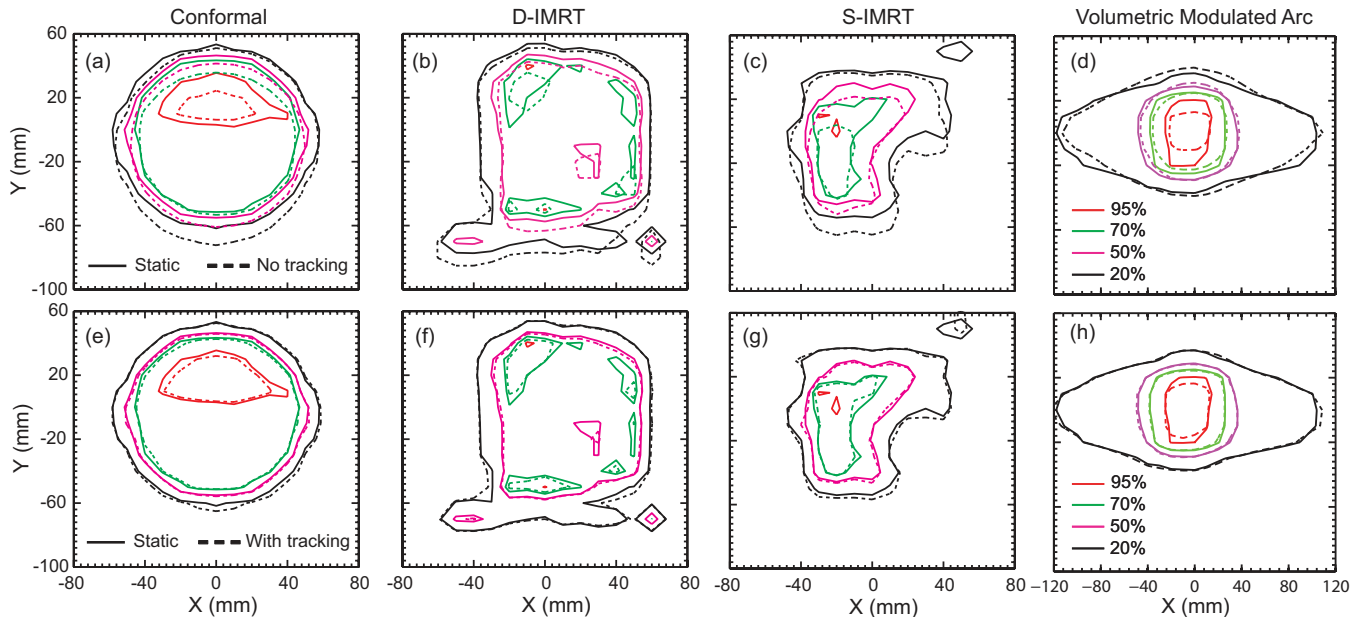 Conformal D-IMRT S-IMRT Volumetric Modulated Arc
60
20
-20
-60
-100
Y (mm)
(a) (b) (c) (d)
Static No tracking
95%
70%
50%
20%
60
20
-20
-60
-100
Y (mm)
(e) (f) (g) (h)
Static With tracking
95%
70%
50%
20%
-80 -40 0 40 80 -80 -40 0 40 80 -80 -40 0 40 80 −120 −80 −40 0 40 80 120
X (mm) X (mm) X (mm) X (mm)